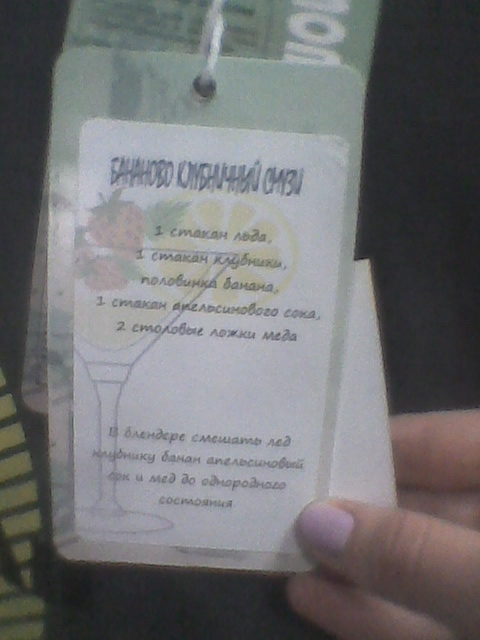 БАНАНОВО КЛУБНИЧНЫЙ СМУЗИ
1 стакан льда,
1 стакан клубники,
половинка банана,
1 стакан апельсинового сока,
2 столовые ложки меда
В блендере смешать лед
клубнику банан апельсиновый
сок и мед до однородного
состояния